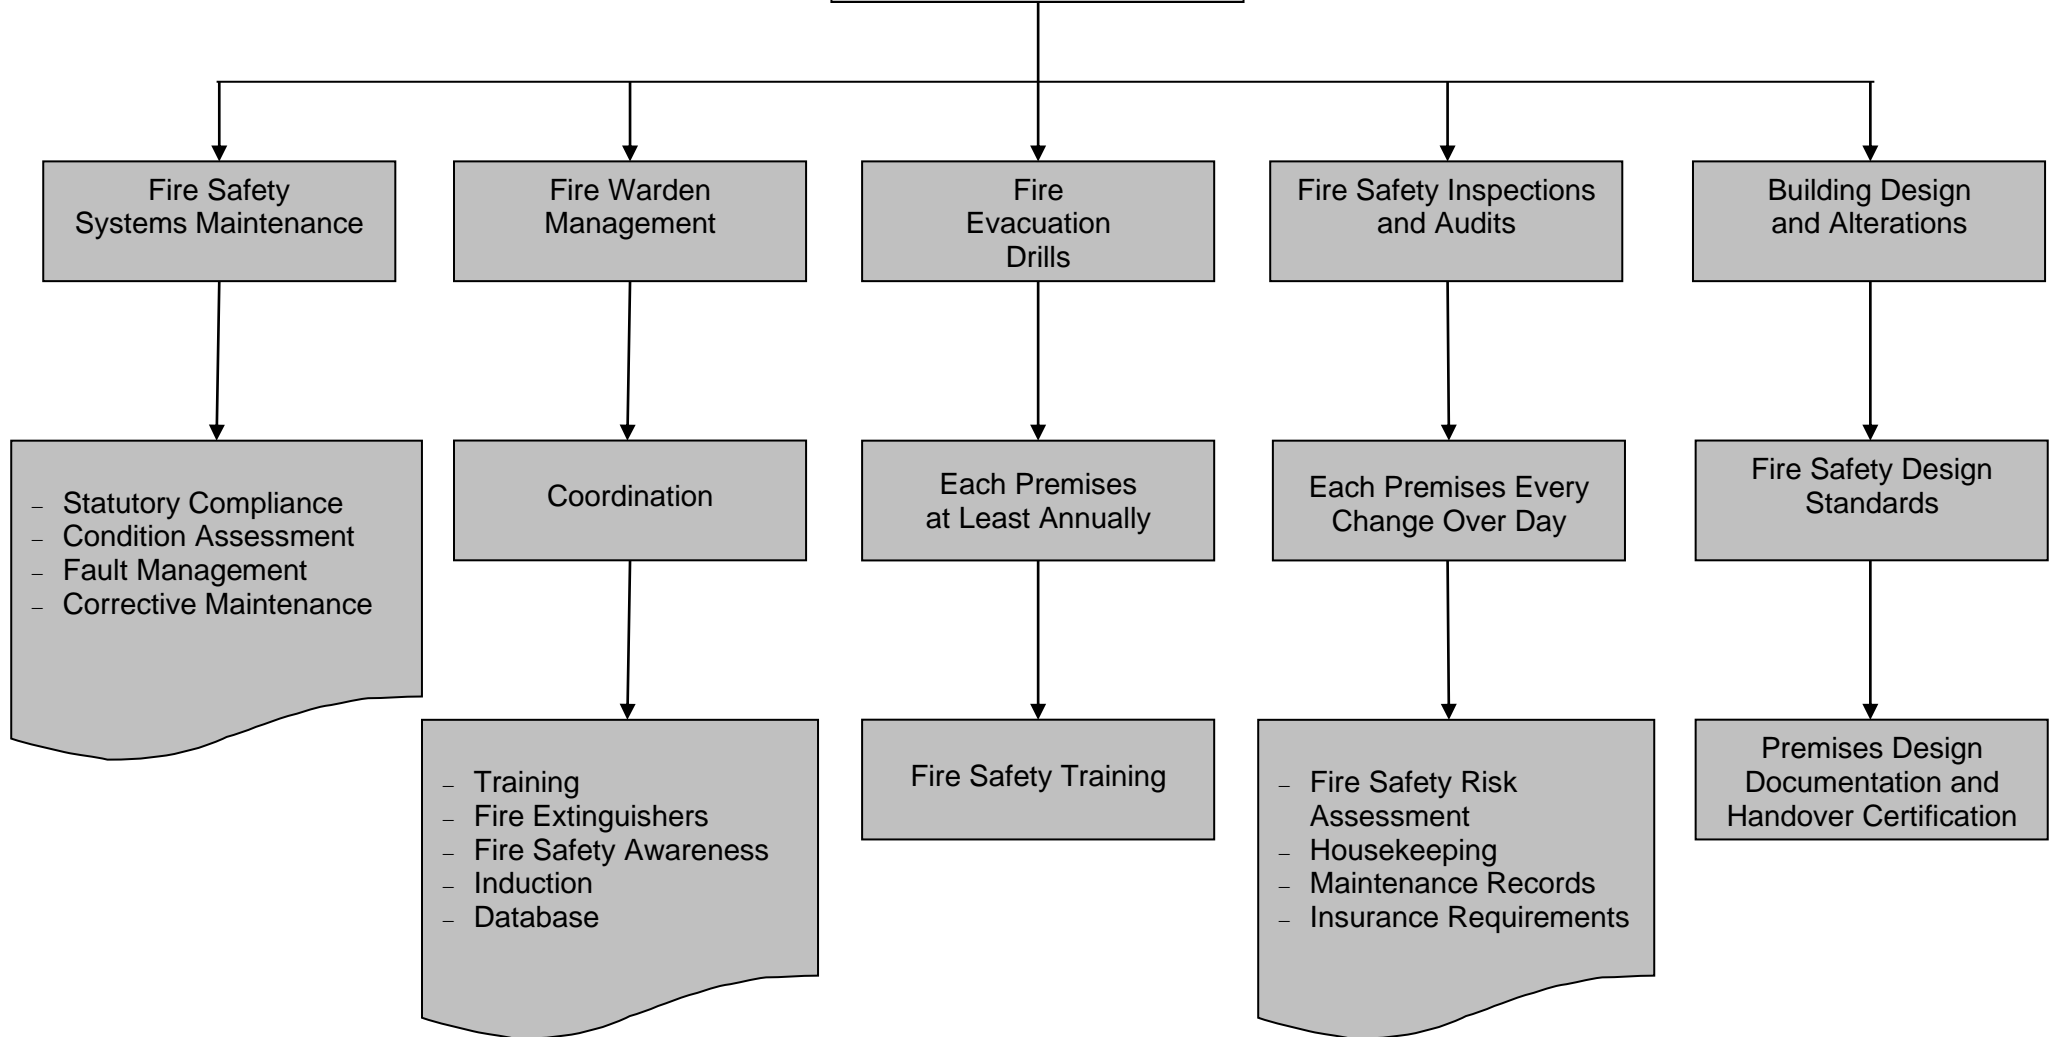 Fire Safety
Systems Maintenance
Fire Warden
Management
Fire
Evacuation
Drills
Fire Safety Inspections
and Audits
Building Design
and Alterations
– Statutory Compliance
– Condition Assessment
– Fault Management
– Corrective Maintenance
Coordination
Each Premises
at Least Annually
Each Premises Every
Change Over Day
Fire Safety Design
Standards
– Training
– Fire Extinguishers
– Fire Safety Awareness
– Induction
– Database
Fire Safety Training
– Fire Safety Risk
Assessment
– Housekeeping
– Maintenance Records
– Insurance Requirements
Premises Design
Documentation and
Handover Certification